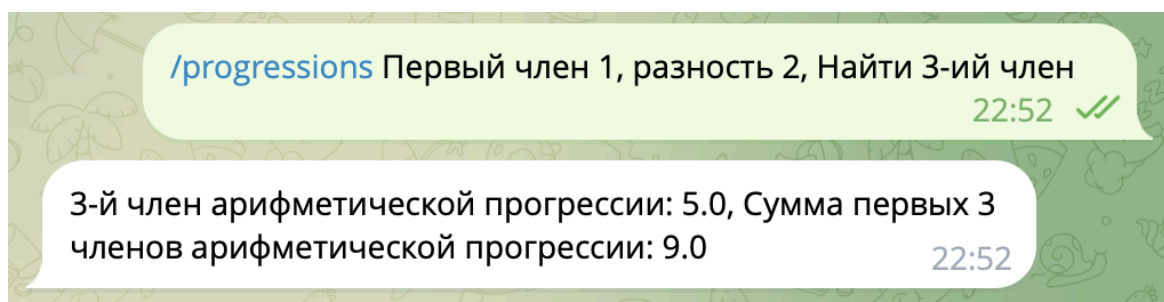 /progressions Первый член 1, разность 2, Найти 3-ий член
22:52
3-й член арифметической прогрессии: 5.0, Сумма первых 3
членов арифметической прогрессии: 9.0
22:52